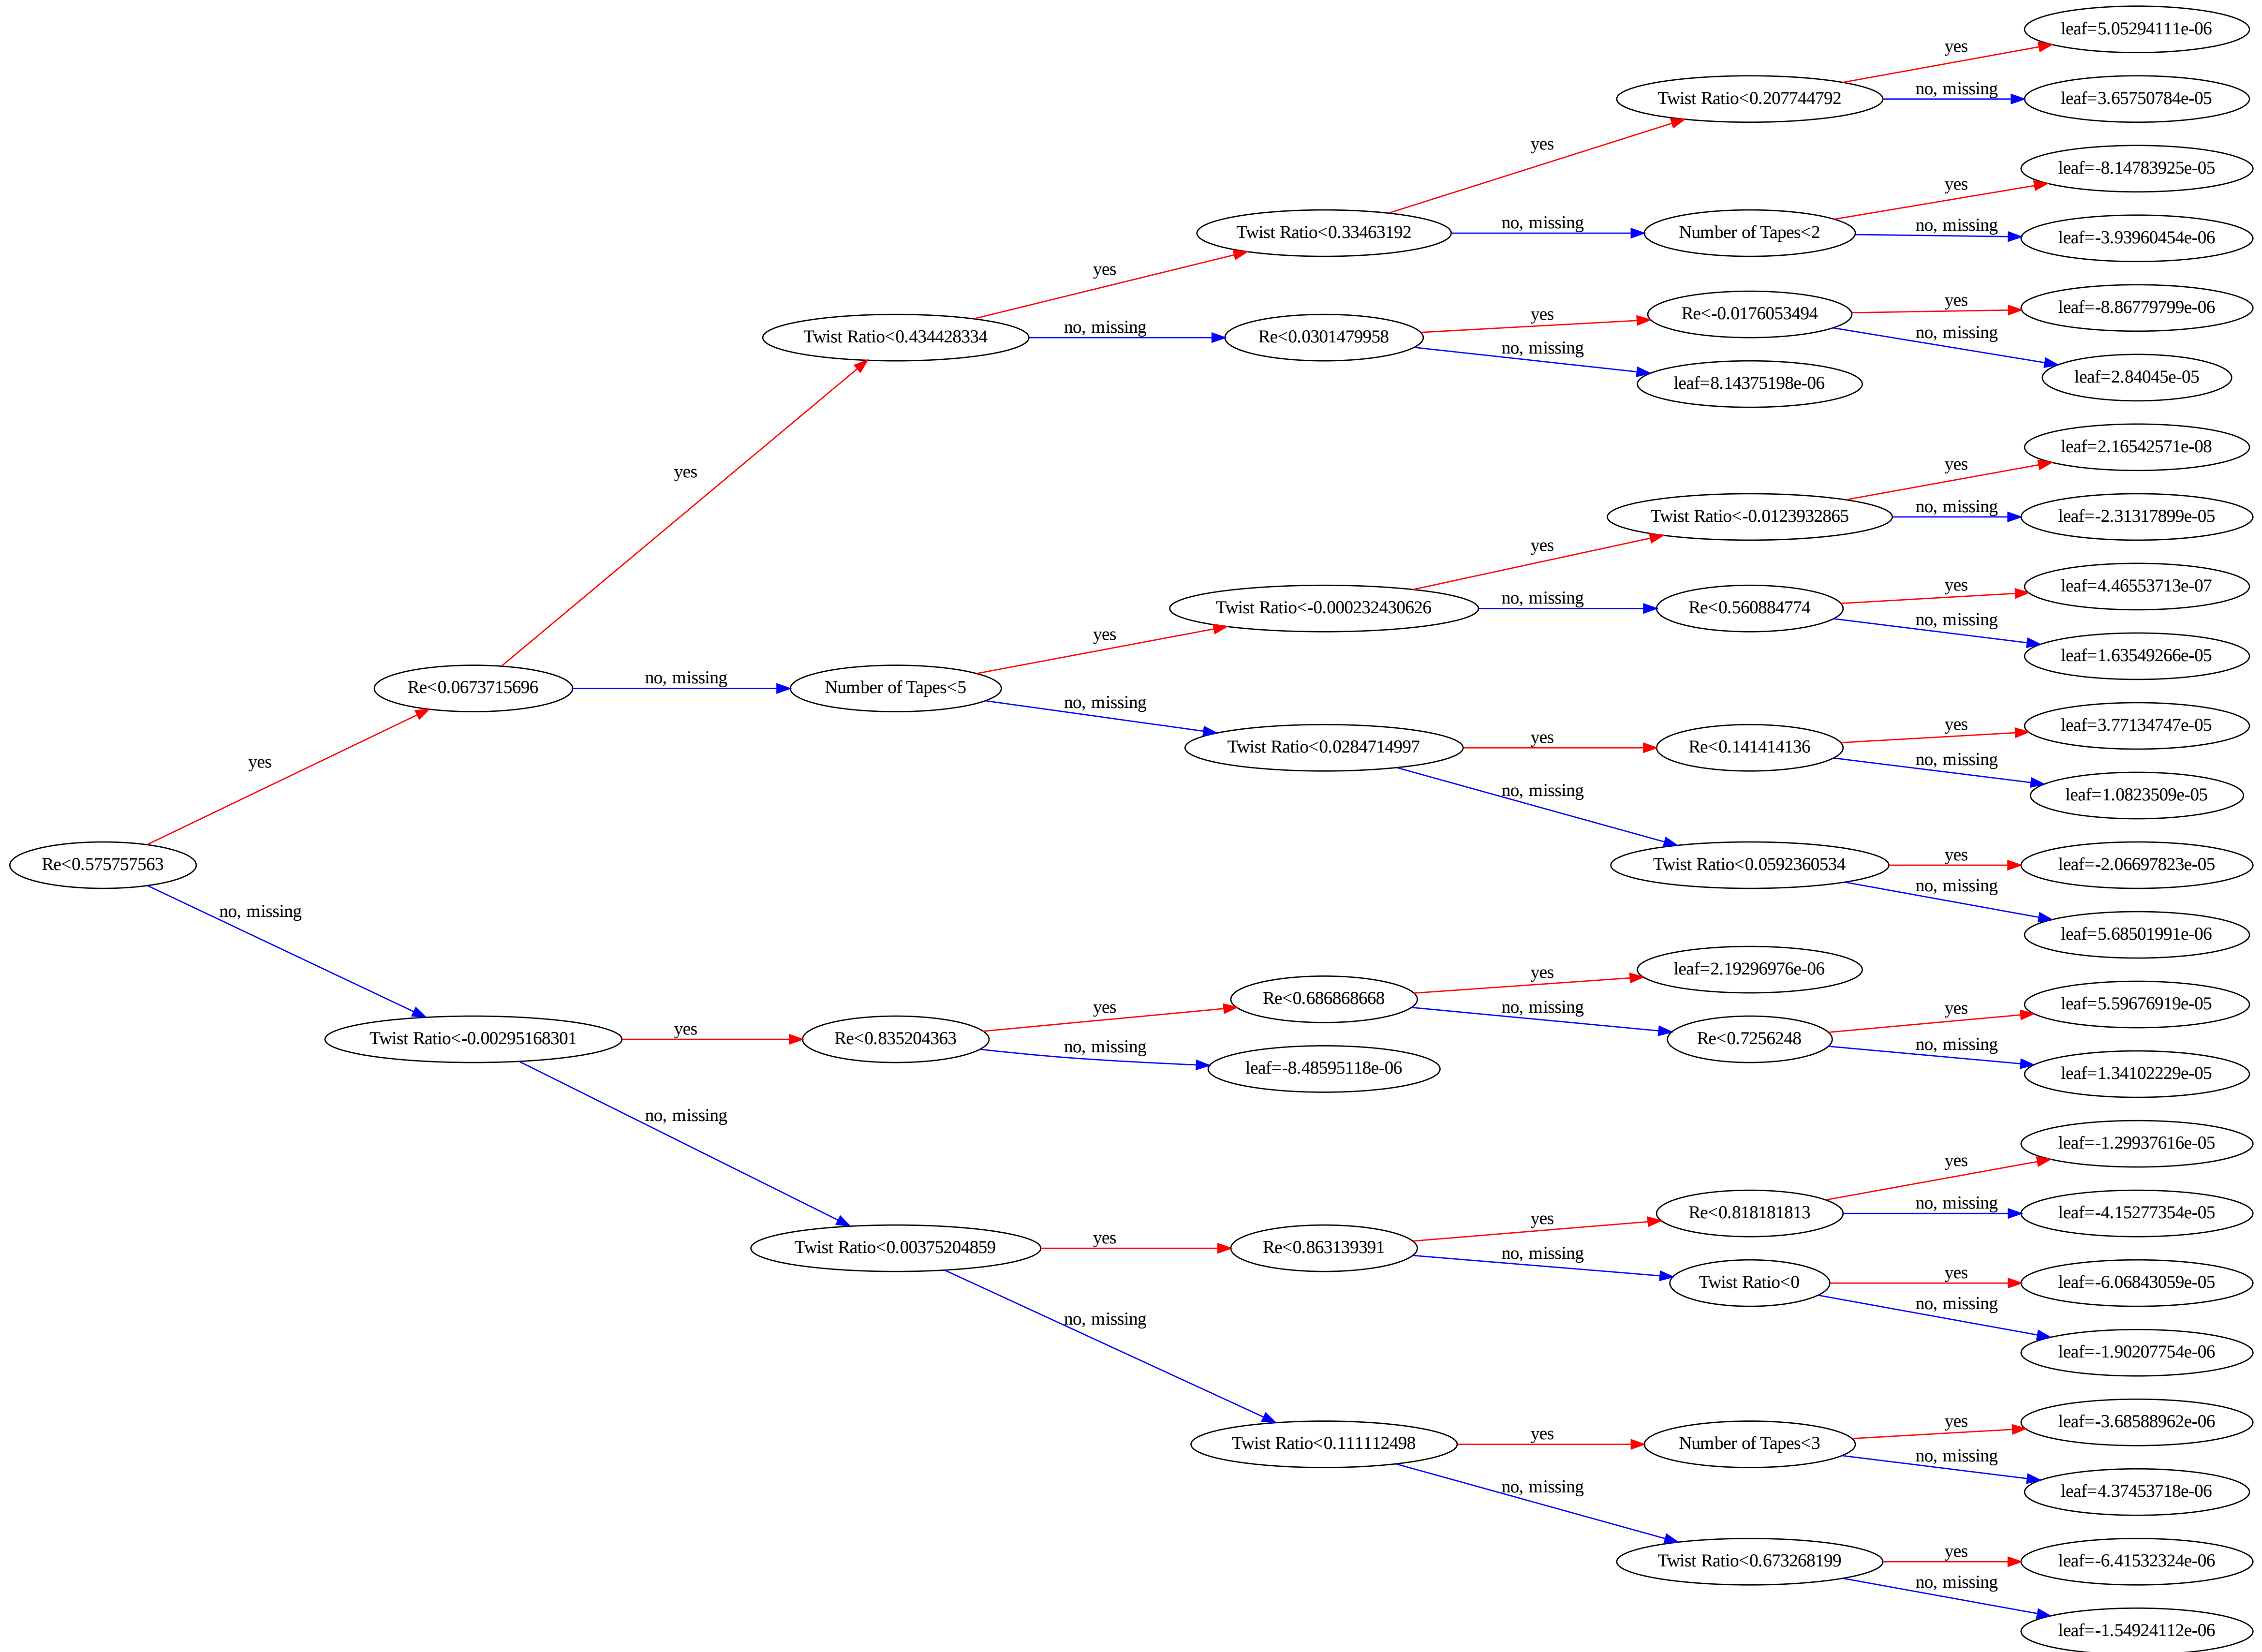 leaf=5.05294111e-06
yes
Twist Ratio<0.207744792
no, missing
leaf=3.65750784e-05
yes
leaf=-8.14783925e-05
yes
Twist Ratio<0.33463192
no, missing
Number of Tapes<2
no, missing
leaf=-3.93960454e-06
yes
Twist Ratio<0.434428334
no, missing
Re<0.0301479958
yes
Re<-0.0176053494
yes
leaf=-8.86779799e-06
no, missing
leaf=8.14375198e-06
no, missing
leaf=2.84045e-05
yes
leaf=2.16542571e-08
yes
Twist Ratio<-0.0123932865
no, missing
leaf=-2.31317899e-05
yes
Twist Ratio<-0.000232430626
no, missing
Re<0.560884774
yes
leaf=4.46553713e-07
no, missing
leaf=1.63549266e-05
yes
Re<0.0673715696
no, missing
Number of Tapes<5
no, missing
Twist Ratio<0.0284714997
yes
Re<0.141414136
yes
leaf=3.77134747e-05
no, missing
leaf=1.0823509e-05
no, missing
yes
Re<0.575757563
Twist Ratio<0.0592360534
yes
leaf=-2.06697823e-05
no, missing
leaf=5.68501991e-06
no, missing
Twist Ratio<-0.00295168301
yes
Re<0.835204363
yes
Re<0.686868668
yes
leaf=2.19296976e-06
no, missing
Re<0.7256248
yes
leaf=5.59676919e-05
no, missing
leaf=1.34102229e-05
no, missing
leaf=-8.48595118e-06
no, missing
Twist Ratio<0.00375204859
yes
Re<0.863139391
yes
Re<0.818181813
yes
leaf=-1.29937616e-05
no, missing
leaf=-4.15277354e-05
no, missing
Twist Ratio<0
yes
leaf=-6.06843059e-05
no, missing
leaf=-1.90207754e-06
no, missing
Twist Ratio<0.111112498
yes
Number of Tapes<3
yes
leaf=-3.68588962e-06
no, missing
leaf=4.37453718e-06
no, missing
Twist Ratio<0.673268199
yes
leaf=-6.41532324e-06
no, missing
leaf=-1.54924112e-06